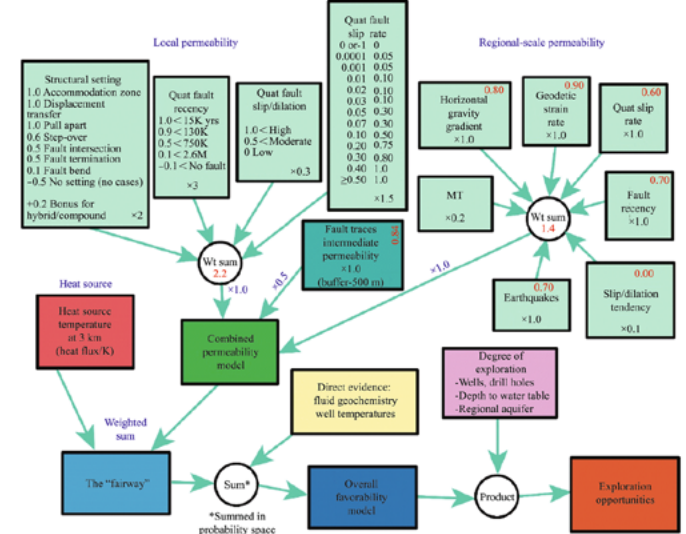 Local permeability
Regional-scale permeability
Structural setting
1.0 Accommodation zone
1.0 Displacement
transfer
1.0 Pull apart
0.6 Step-over
0.5 Fault intersection
0.5 Fault termination
0.1 Fault bend
−0.5 No setting (no cases)
+0.2 Bonus for
hybrid/compound ×2
Quat fault
recency
1.0<15K yrs
0.9<130K
0.5<750K
0.1<2.6M
−0.1<No fault
×3
Quat fault
slip/dilation
1.0<High
0.5<Moderate
0 Low
×0.3
Quat fault
slip rate
0 or-1 0
0.0001 0.05
0.001 0.05
0.01 0.10
0.02 0.10
0.03 0.10
0.05 0.30
0.07 0.30
0.10 0.50
0.20 0.75
0.30 0.80
0.40 1.0
≥0.50 1.0
×1.5
0.80
Horizontal
gravity
gradient
×1.0
0.90
Geodetic
strain
rate
×1.0
0.60
Quat slip
rate
×1.0
MT
×0.2
Wt sum
1.4
0.70
Fault
recency
×1.0
0.70
Earthquakes
×1.0
0.00
Slip/dilation
tendency
×0.1
Wt sum
2.2
Fault traces
intermediate
permeability
×1.0
(buffer-500 m)
×1.0
×0.5
×1.0
Heat source
Heat source
temperature
at 3 km
(heat flux/K)
Combined
permeability
model
Direct evidence:
fluid geochemistry
well temperatures
Degree of
exploration
-Wells, drill holes
-Depth to water table
-Regional aquifer
Weighted
sum
The “fairway”
Sum*
*Summed in
probability space
Overall
favorability
model
Product
Exploration
opportunities